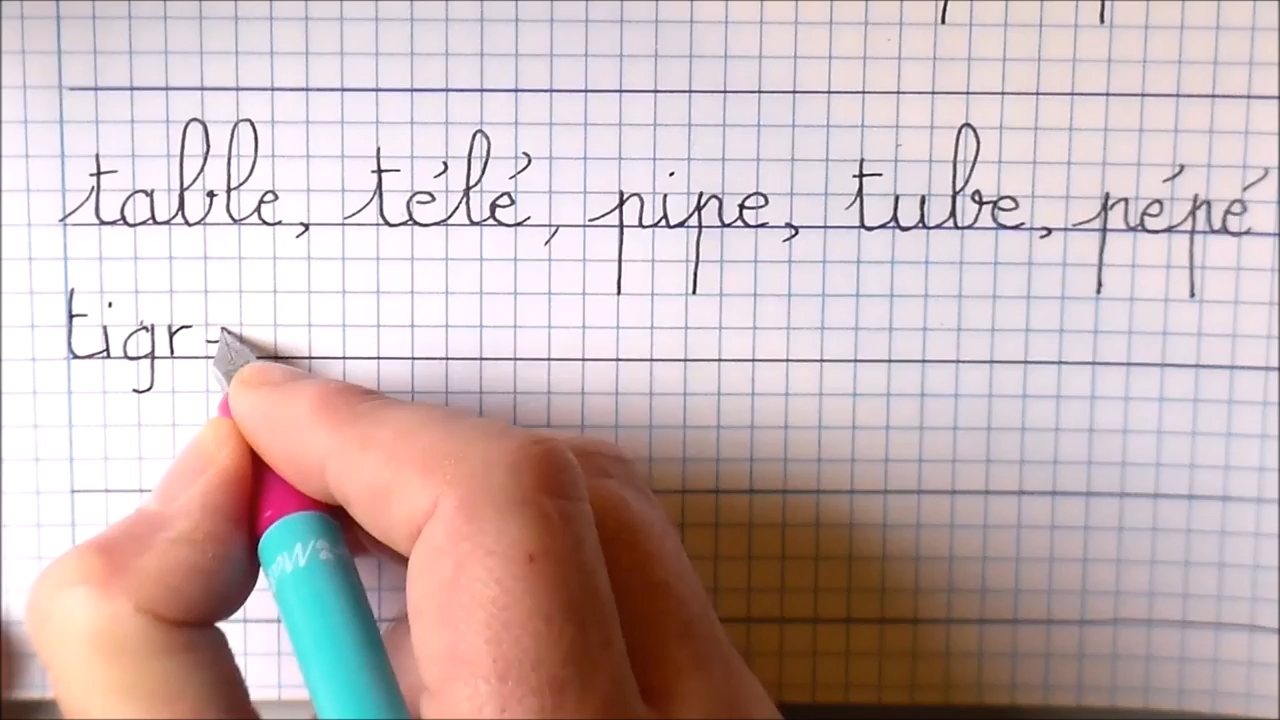 table, télé, pipe, tube, pépé
tigr